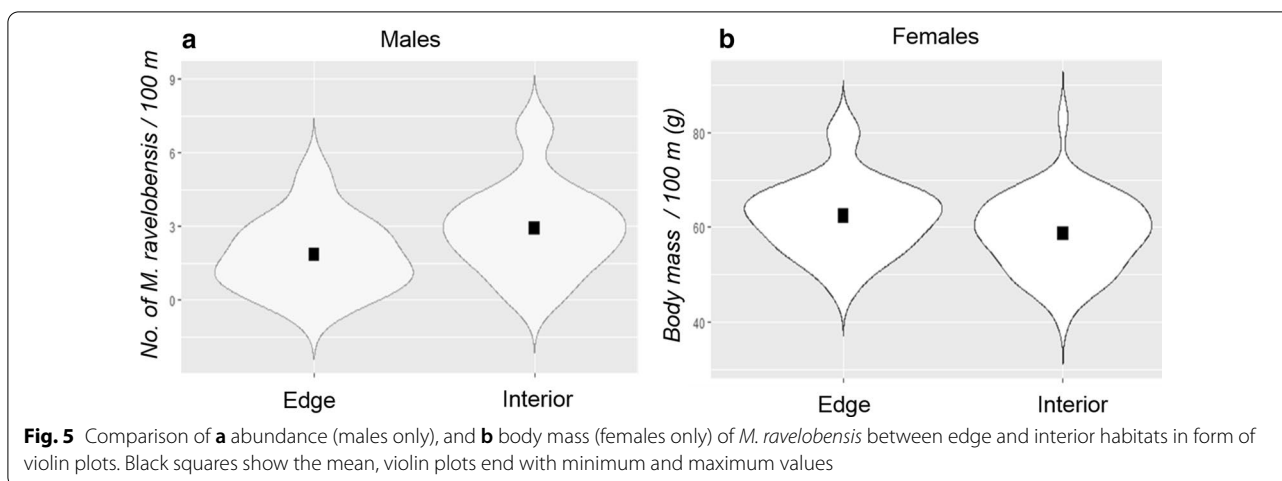 a Males
No. of M. ravelobensis / 100 m
9
6
3
0
Edge Interior
b Females
Body mass / 100 m (g)
80
60
40
Edge Interior
Fig. 5 Comparison of a abundance (males only), and b body mass (females only) of M. ravelobensis between edge and interior habitats in form of
violin plots. Black squares show the mean, violin plots end with minimum and maximum values